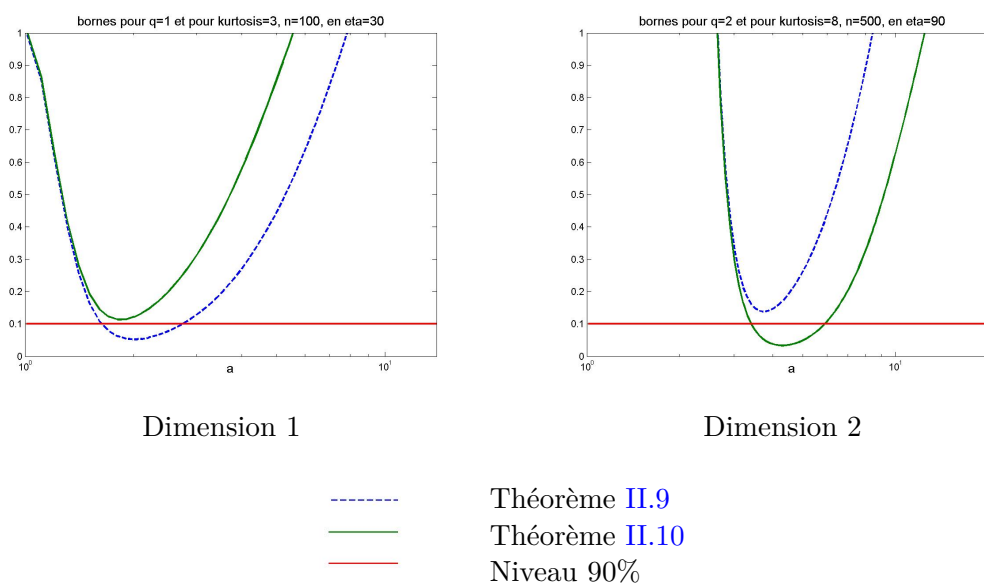 bornes pour q=1 et pour kurtosis=3, n=100, en eta=30
1
0.9
0.8
0.7
0.6
0.5
0.4
0.3
0.2
0.1
0
10^0
10^1
a
Dimension 1
bornes pour q=2 et pour kurtosis=8, n=500, en eta=90
1
0.9
0.8
0.7
0.6
0.5
0.4
0.3
0.2
0.1
0
10^0
10^1
a
Dimension 2
Théorème II.9
Théorème II.10
Niveau 90%